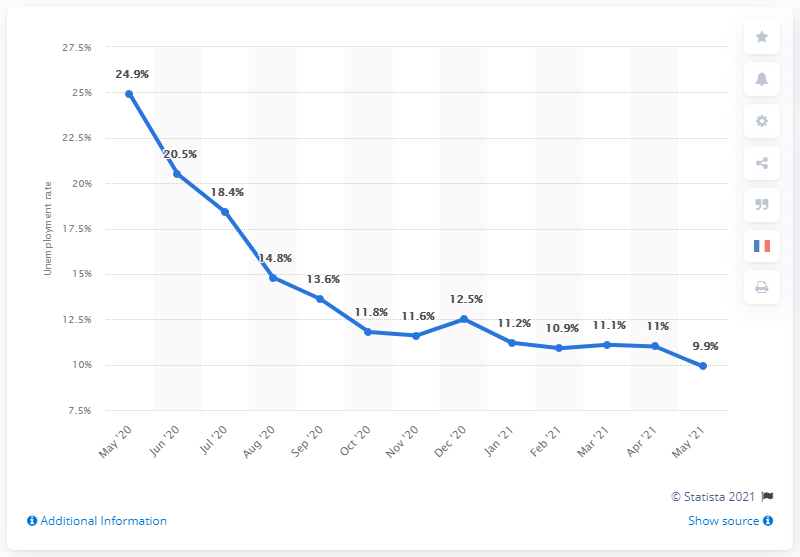 27.5%
25%
22.5%
20%
17.5%
15%
12.5%
10%
7.5%
Unemployment rate
24.9%
20.5%
18.4%
14.8%
13.6%
11.8%
11.6%
12.5%
11.2%
10.9%
11.1%
11%
9.9%
May '20
Jun '20
Jul '20
Aug '20
Sep '20
Oct '20
Nov '20
Dec '20
Jan '21
Feb '21
Mar '21
Apr '21
May '21
© Statista 2021
Additional Information
Show source